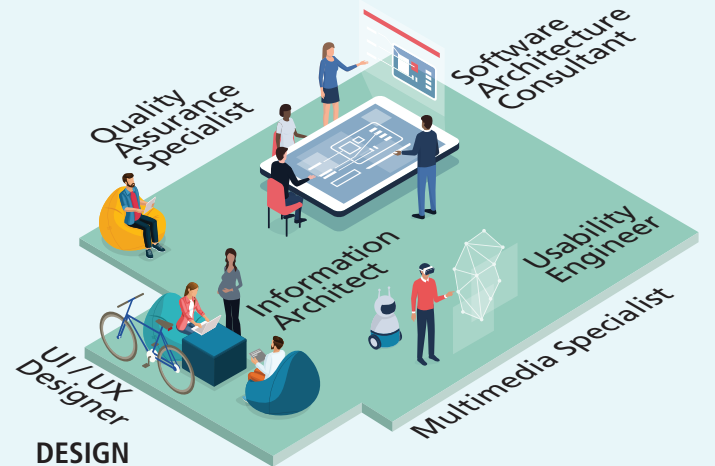 Software
Architecture
Consultant
Quality
Assurance
Specialist
Information
Architect
Usability
Engineer
Multimedia Specialist
UI / UX
Designer
DESIGN